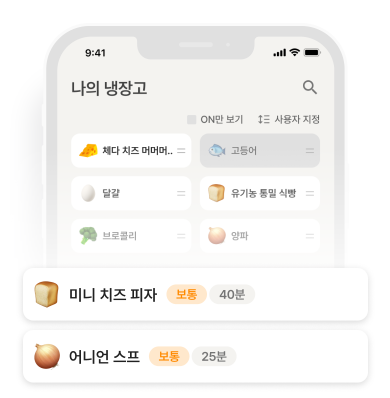 9:41
나의 냉장고
ON만 보기 사용자 지정
체다 치즈 머머머.. 고등어
달걀 유기농 통밀 식빵
브로콜리 양파
미니 치즈 피자 보통 40분
어니언 스프 보통 25분